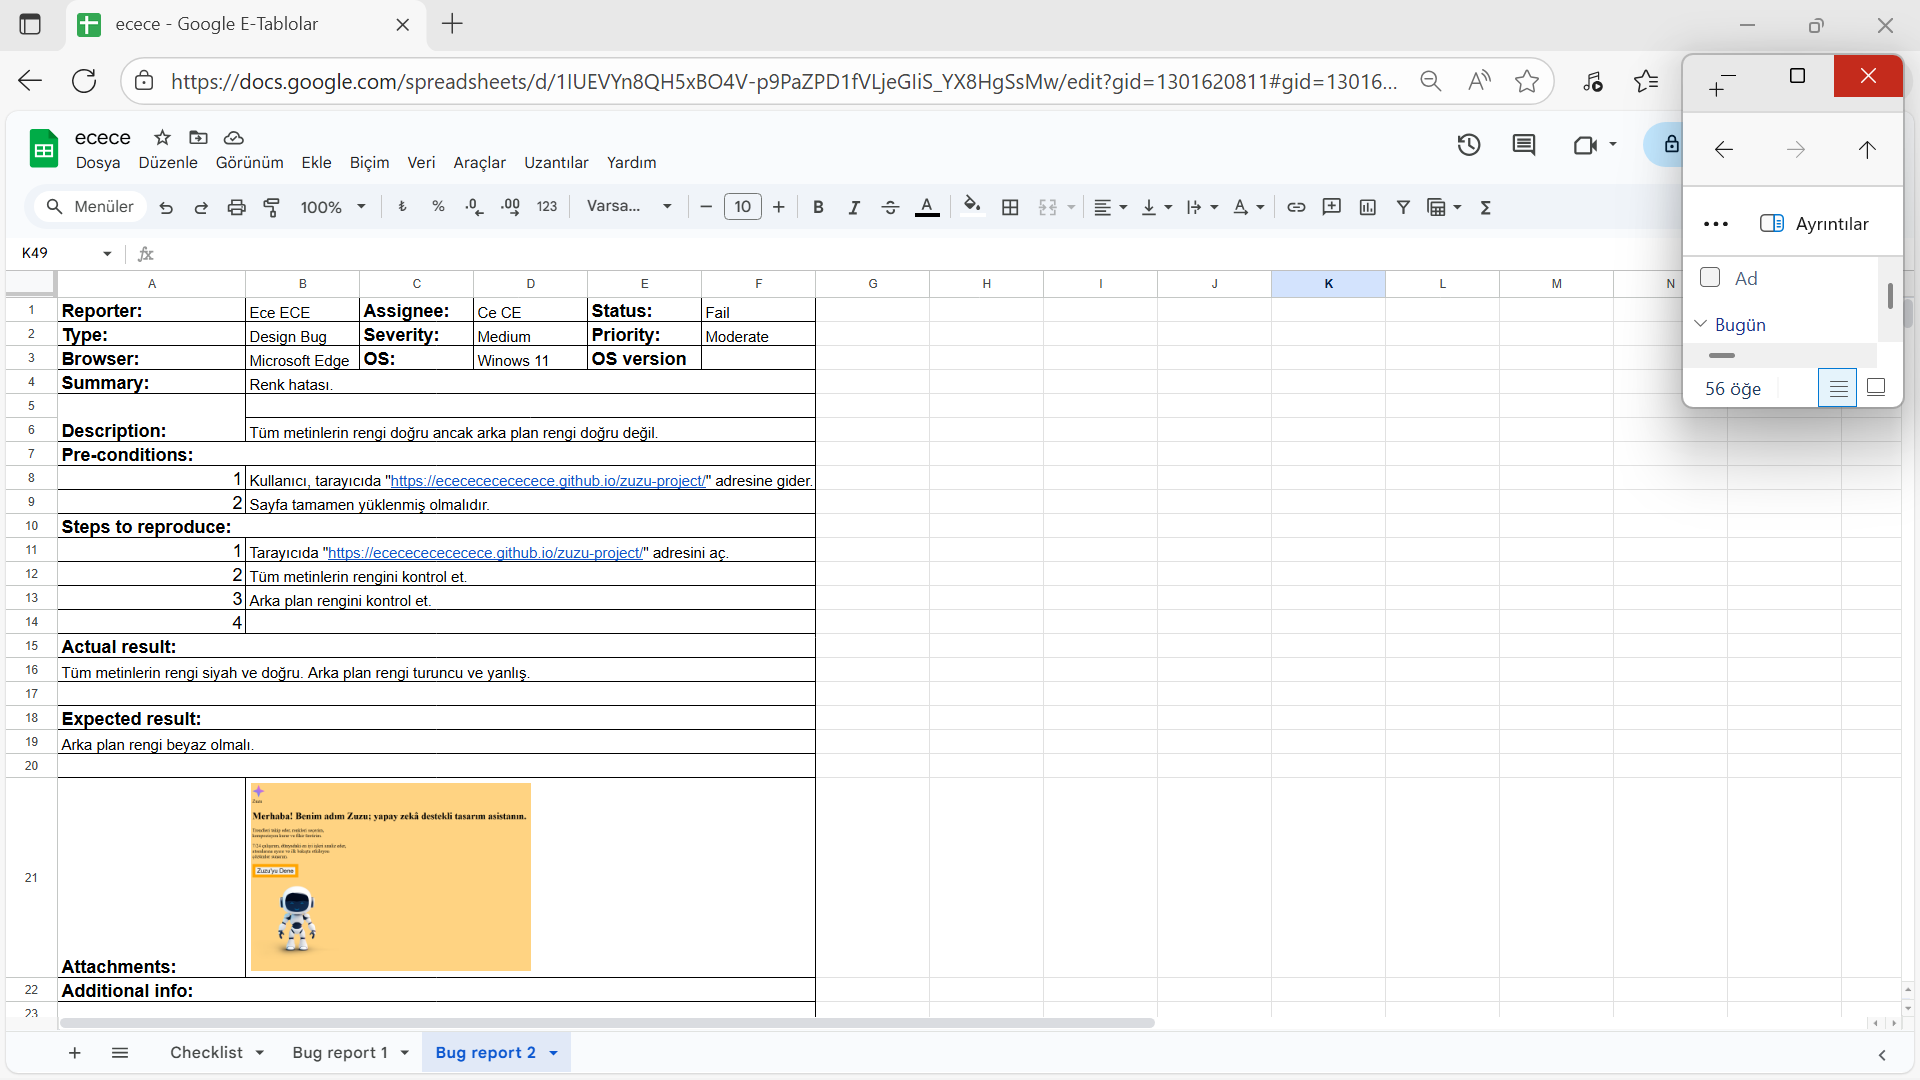 ecece - Google E-Tablolar
https://docs.google.com/spreadsheets/d/1lUEVYn8QH5xBO4V-p9PaZPD1fVLjeGIiS_YX8HgSsMw/edit?gid=1301620811#gid=13016...
ecece
Dosya Düzenle Görünüm Ekle Biçim Veri Araçlar Uzantılar Yardım
Menüler 100% ₺ % .0 .00 123 Varsa... 10 B I A
K49 fx
A B C D E F G H I J K L M N
1 Reporter: Ece ECE Assignee: Ce CE Status: Fail
2 Type: Design Bug Severity: Medium Priority: Moderate
3 Browser: Microsoft Edge OS: Winows 11 OS version
4 Summary: Renk hatası.
5
6 Description: Tüm metinlerin rengi doğru ancak arka plan rengi doğru değil.
7 Pre-conditions:
8 1 Kullanıcı, tarayıcıda "https://ececececececece.github.io/zuzu-project/" adresine gider.
9 2 Sayfa tamamen yüklenmiş olmalıdır.
10 Steps to reproduce:
11 1 Tarayıcıda "https://ececececececece.github.io/zuzu-project/" adresini aç.
12 2 Tüm metinlerin rengini kontrol et.
13 3 Arka plan rengini kontrol et.
14 4
15 Actual result:
16 Tüm metinlerin rengi siyah ve doğru. Arka plan rengi turuncu ve yanlış.
17
18 Expected result:
19 Arka plan rengi beyaz olmalı.
20
Zuzu
Merhaba! Benim adım Zuzu; yapay zekâ destekli tasarım asistanın.
Zuzu'yu Dene
21
Attachments:
22 Additional info:
23
Checklist Bug report 1 Bug report 2
Ayrıntılar
Ad
Bugün
56 öğe